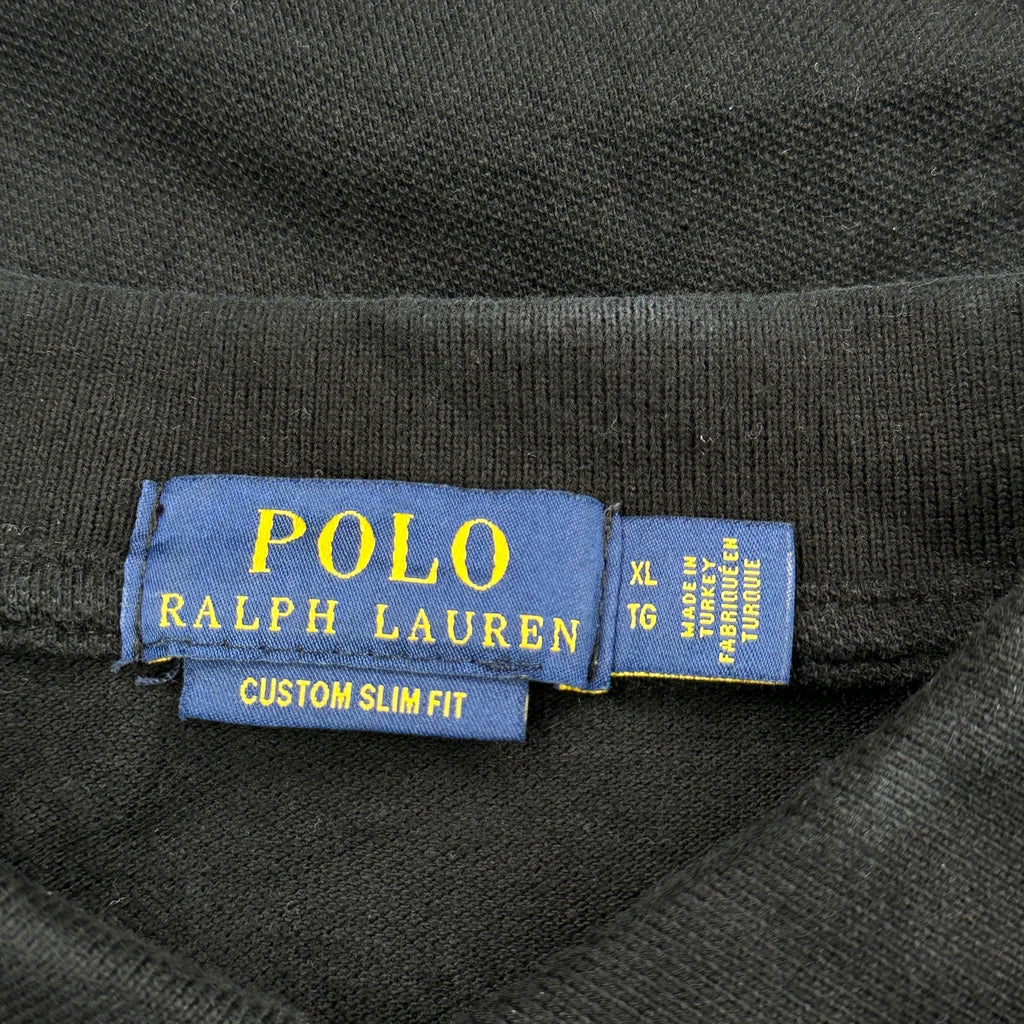 POLO
RALPH LAUREN
CUSTOM SLIM FIT
XL
TG
MADE IN
TURKEY
FABRIQUÉ EN
TURQUIE